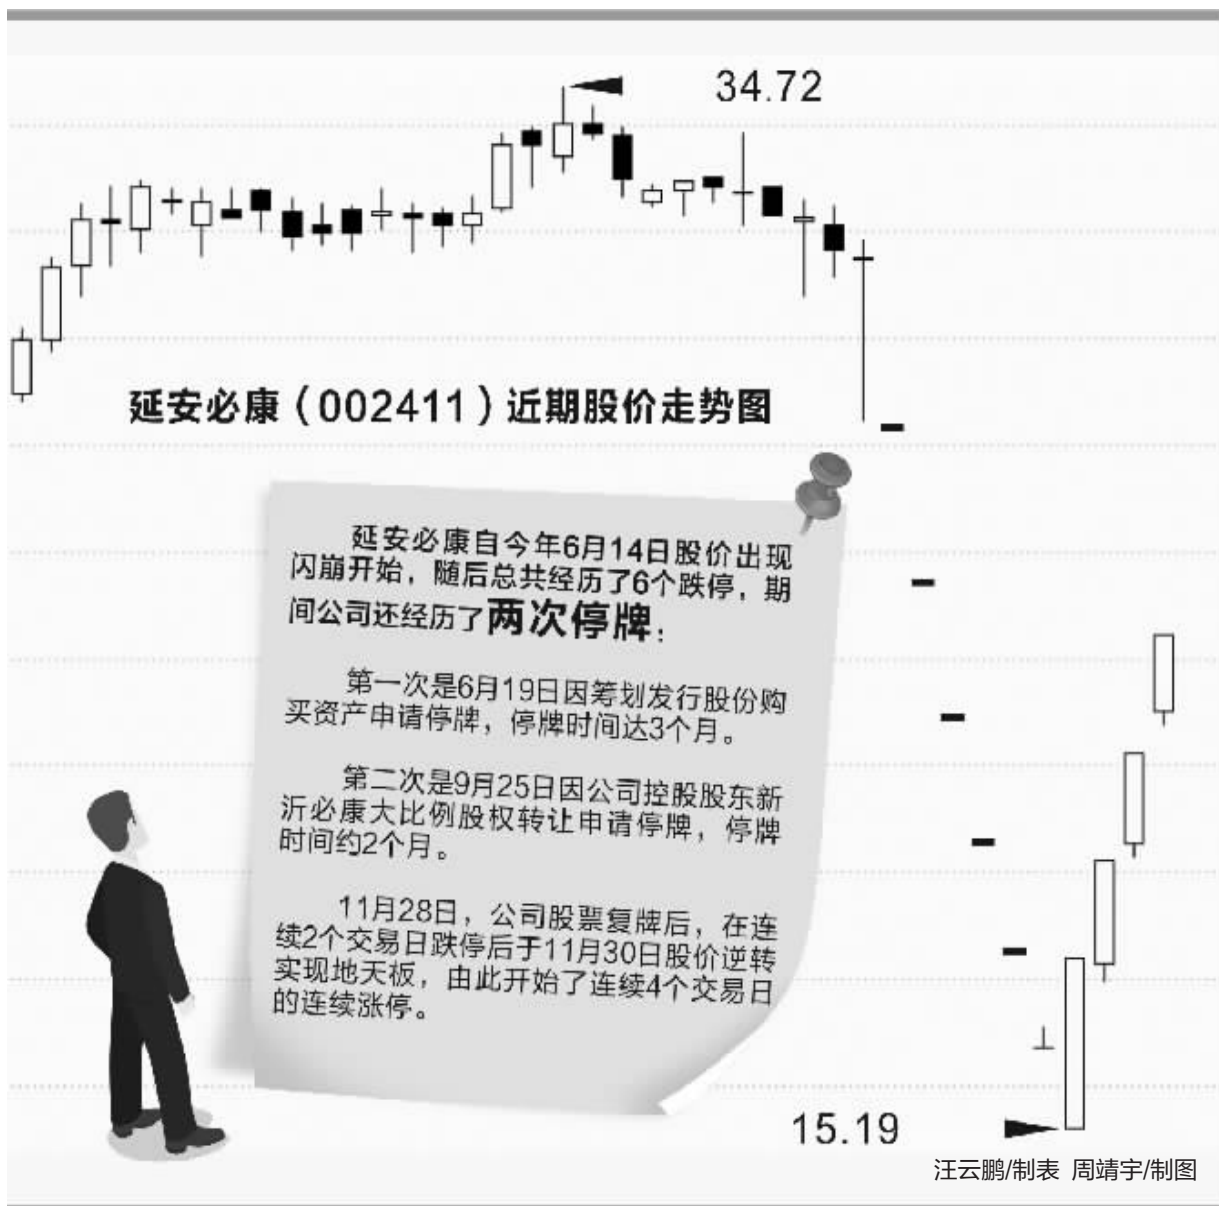 34.72
延安必康（002411）近期股价走势图
延安必康自今年6月14日股价出现
闪崩开始，随后总共经历了6个跌停，期
间公司还经历了两次停牌：
第一次是6月19日因筹划发行股份购
买资产申请停牌，停牌时间达3个月。
第二次是9月25日因公司控股股东新
沂必康大比例股权转让申请停牌，停牌
时间约2个月。
11月28日，公司股票复牌后，在连
续2个交易日跌停后于11月30日股价逆转
实现地天板，由此开始了连续4个交易日
的连续涨停。
15.19
汪云鹏/制表 周靖宇/制图